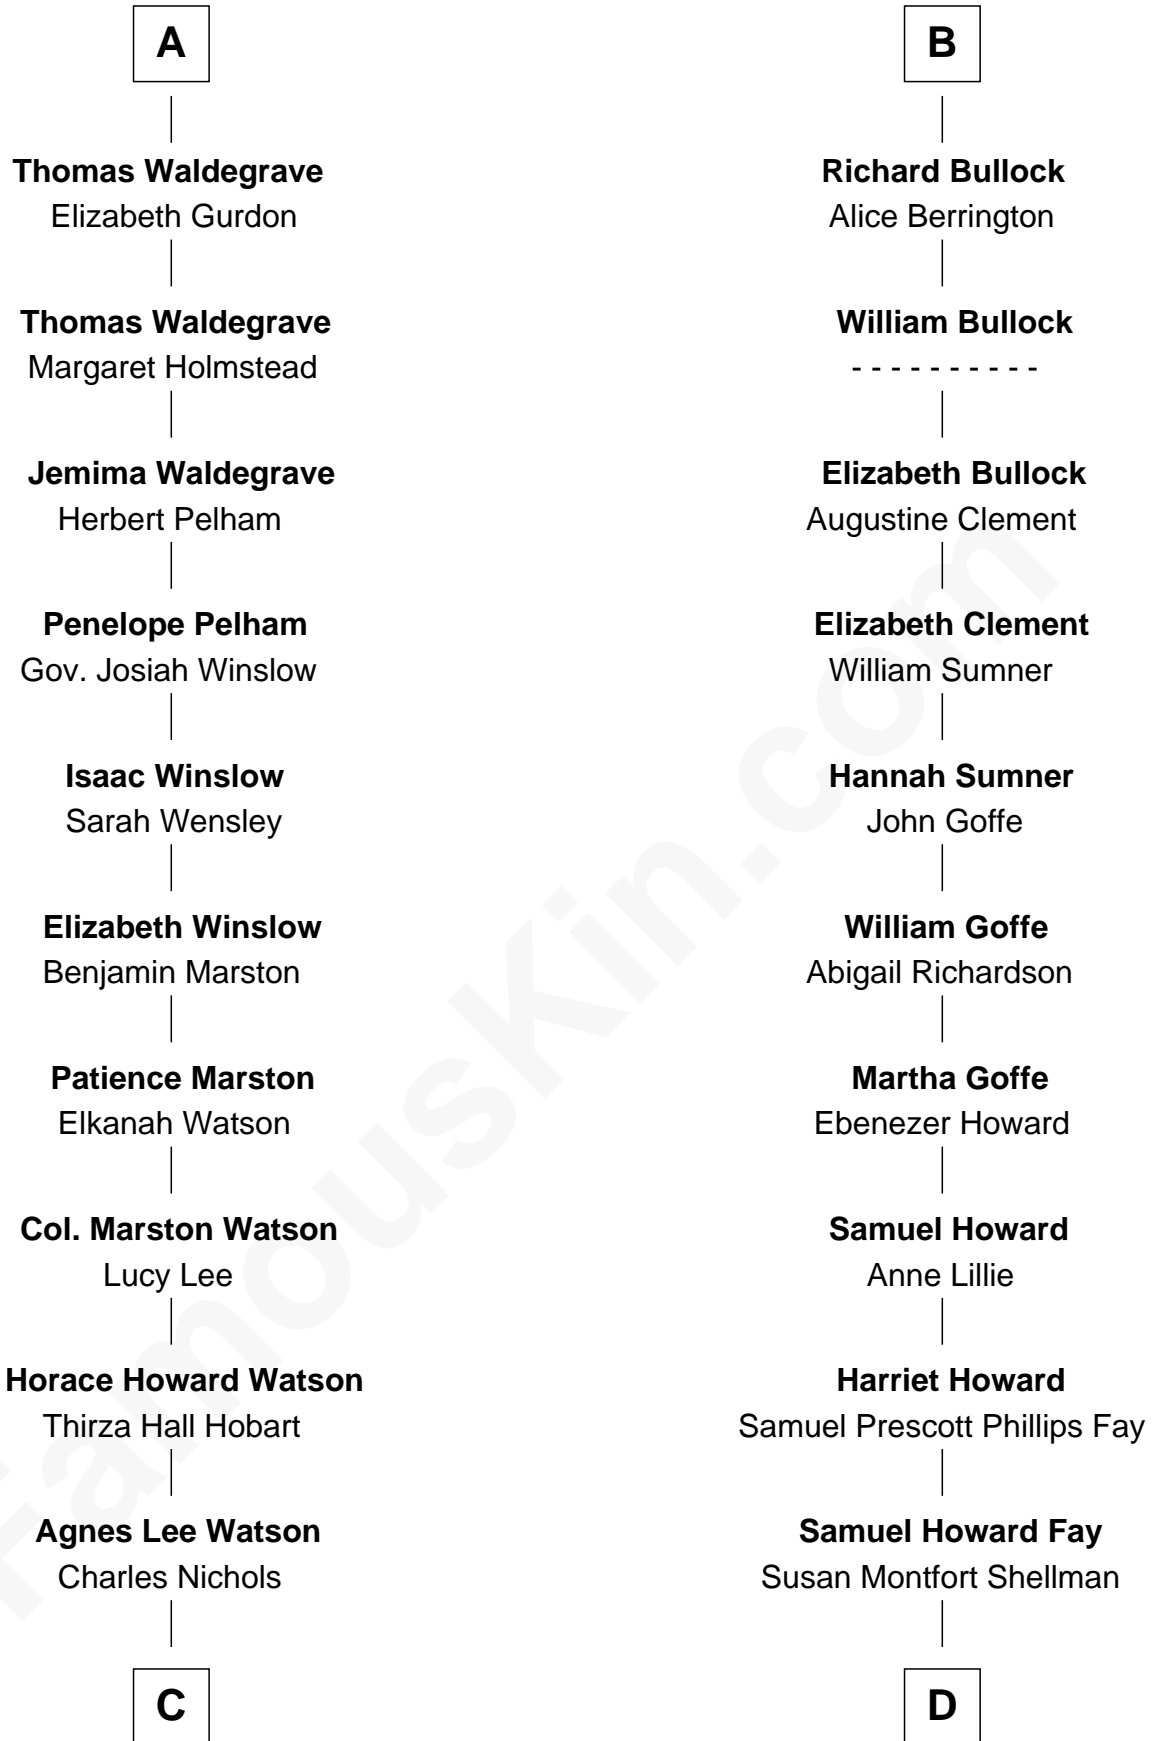 A
Thomas Waldegrave
Elizabeth Gurdon
Thomas Waldegrave
Margaret Holmstead
Jemima Waldegrave
Herbert Pelham
Penelope Pelham
Gov. Josiah Winslow
Isaac Winslow
Sarah Wensley
Elizabeth Winslow
Benjamin Marston
Patience Marston
Elkanah Watson
Col. Marston Watson
Lucy Lee
Horace Howard Watson
Thirza Hall Hobart
Agnes Lee Watson
Charles Nichols
C
B
Richard Bullock
Alice Berrington
William Bullock
- - - - - - - - - -
Elizabeth Bullock
Augustine Clement
Elizabeth Clement
William Sumner
Hannah Sumner
John Goffe
William Goffe
Abigail Richardson
Martha Goffe
Ebenezer Howard
Samuel Howard
Anne Lillie
Harriet Howard
Samuel Prescott Phillips Fay
Samuel Howard Fay
Susan Montfort Shellman
D
FamousKin.com